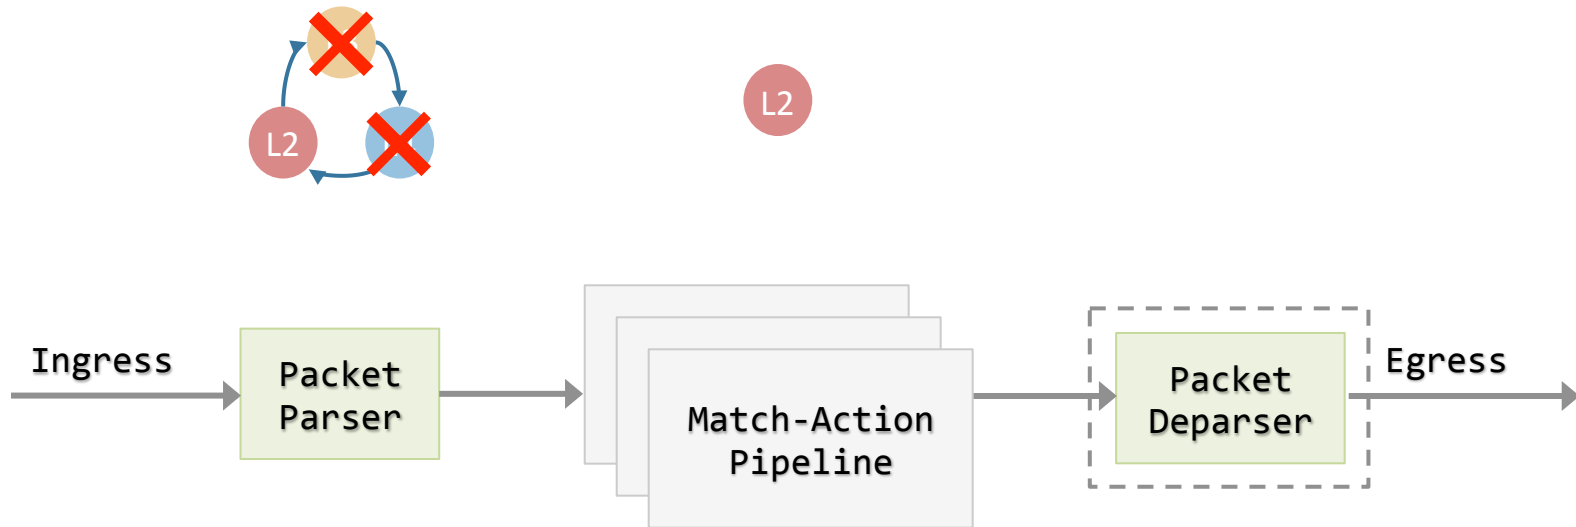 L2
L2
Ingress
Packet
Parser
Match-Action
Pipeline
Packet
Deparser
Egress